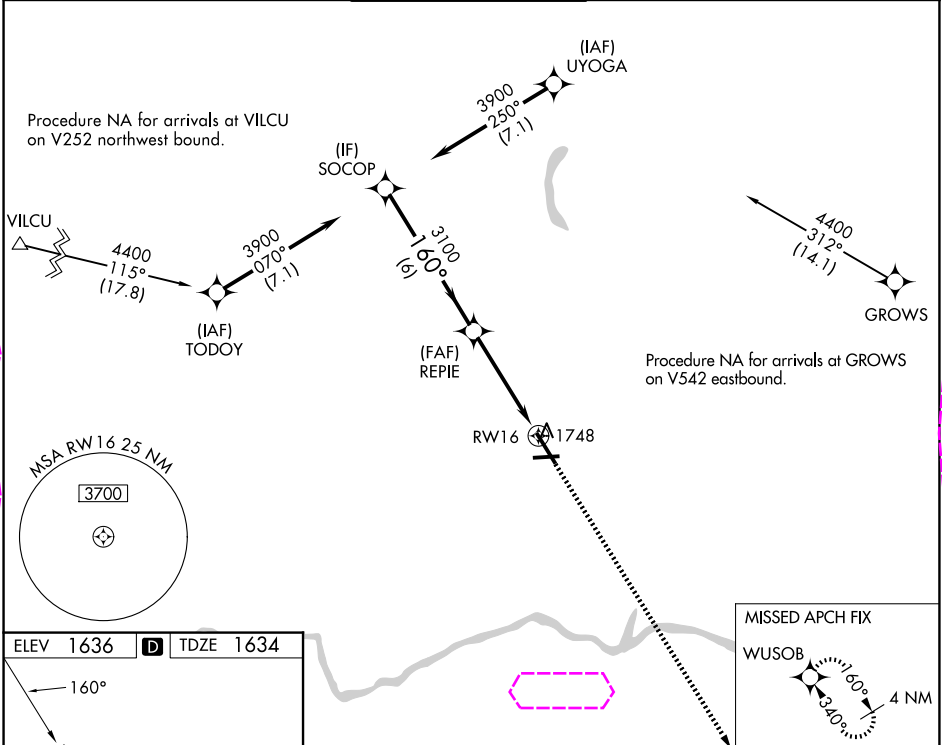 (IAF)
UYOGA
3900
250°
(7.1)
Procedure NA for arrivals at VILCU
on V252 northwest bound.
(IF)
SOCOP
VILCU
4400
115°
(17.8)
3900
070°
(7.1)
(IAF)
TODOY
3100
160°
(6)
4400
312°
(14.1)
GROWS
(FAF)
REPIE
Procedure NA for arrivals at GROWS
on V542 eastbound.
RW16
1748
MSA RW16 25 NM
3700
ELEV 1636 D TDZE 1634
160°
MISSED APCH FIX
WUSOB
160°
340°
4 NM